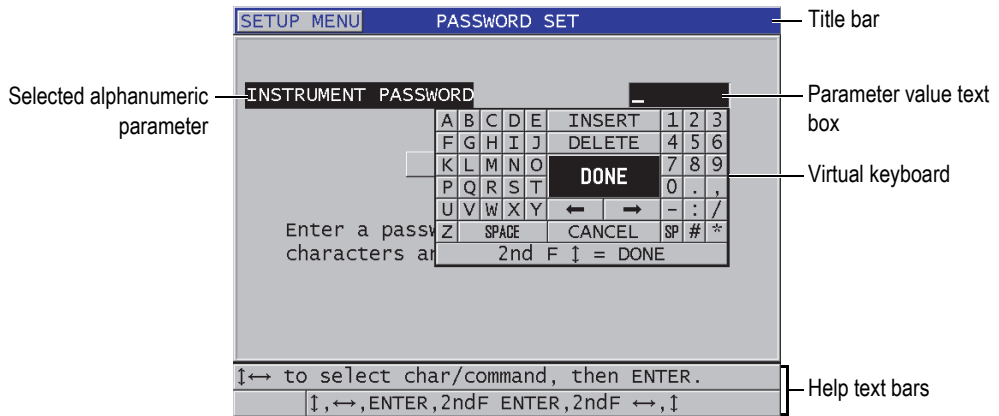 SETUP MENU PASSWORD SET
Title bar
Selected alphanumeric parameter
INSTRUMENT PASSWORD _
Parameter value text box
A B C D E INSERT 1 2 3
F G H I J DELETE 4 5 6
K L M N O DONE 7 8 9
P Q R S T 0 . ,
U V W X Y ← → - : /
Z SPACE CANCEL SP # *
2nd F ↕ = DONE
Virtual keyboard
Enter a passw
characters an
↕↔ to select char/command, then ENTER.
↕,↔,ENTER,2ndF ENTER,2ndF ↔,↕
Help text bars